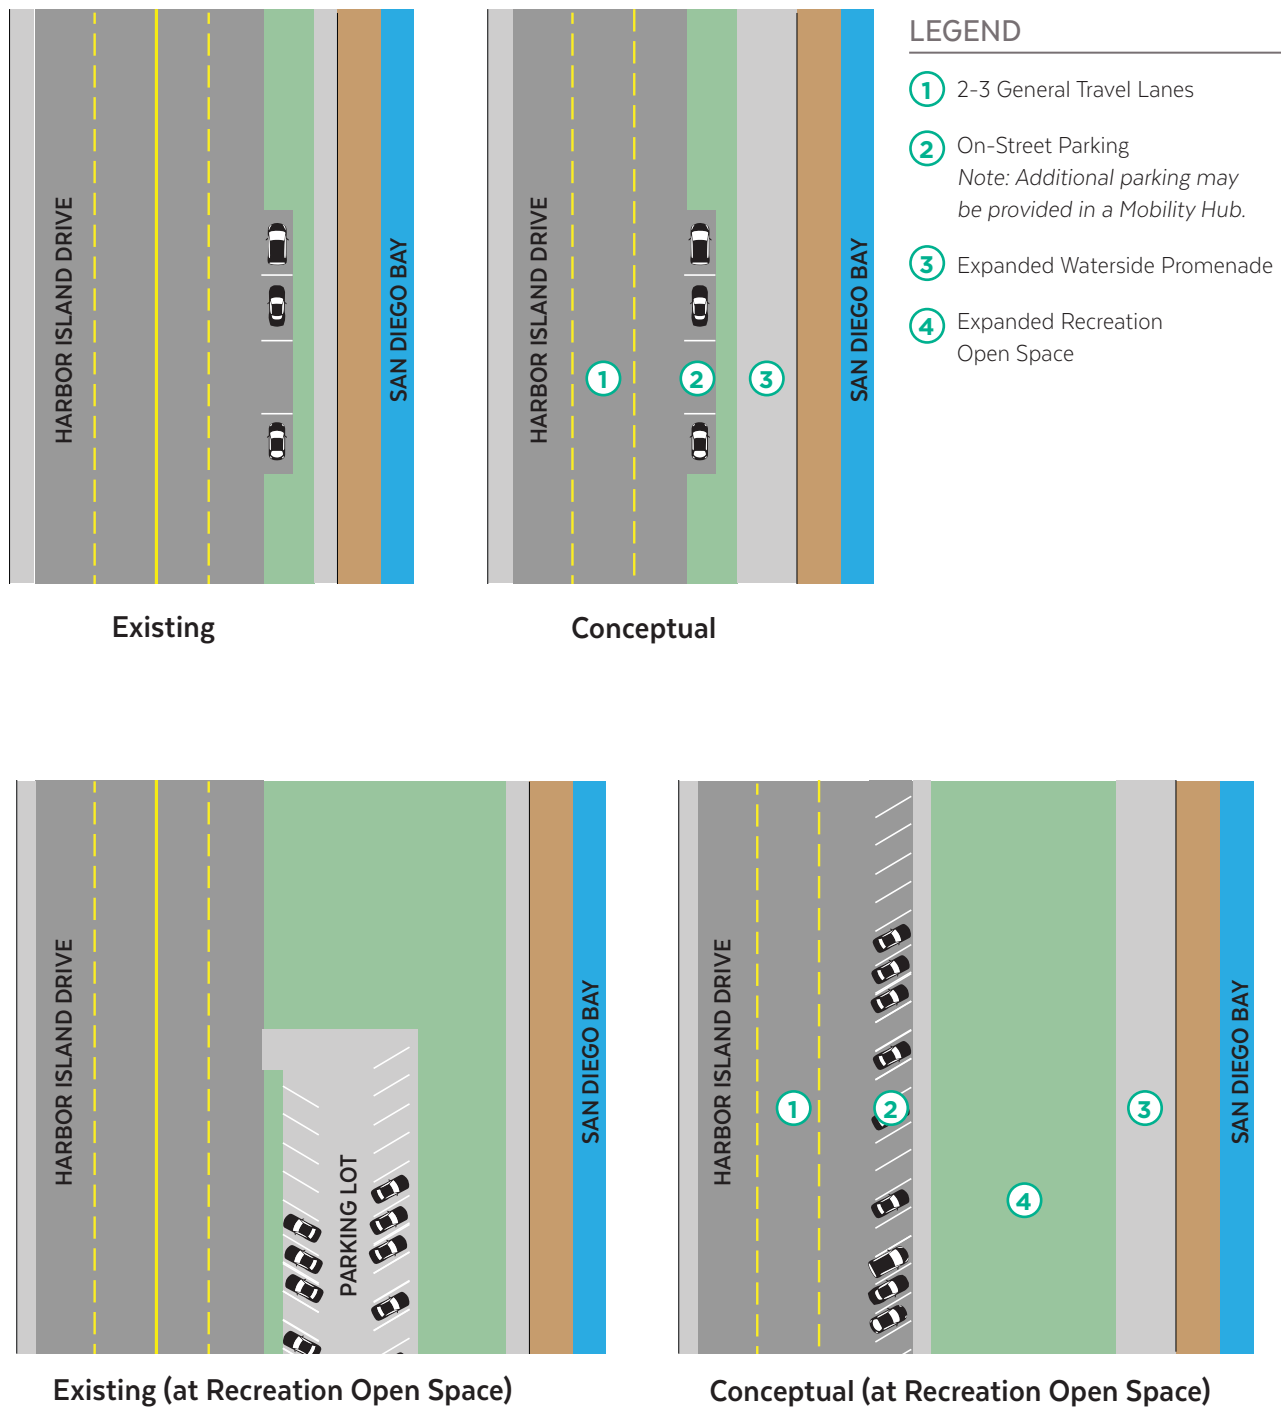 LEGEND
1 2-3 General Travel Lanes
2 On-Street Parking
Note: Additional parking may
be provided in a Mobility Hub.
3 Expanded Waterside Promenade
4 Expanded Recreation
Open Space
HARBOR ISLAND DRIVE
SAN DIEGO BAY
Existing
HARBOR ISLAND DRIVE
1
2
3
SAN DIEGO BAY
Conceptual
HARBOR ISLAND DRIVE
PARKING LOT
SAN DIEGO BAY
Existing (at Recreation Open Space)
HARBOR ISLAND DRIVE
1
2
3
4
SAN DIEGO BAY
Conceptual (at Recreation Open Space)